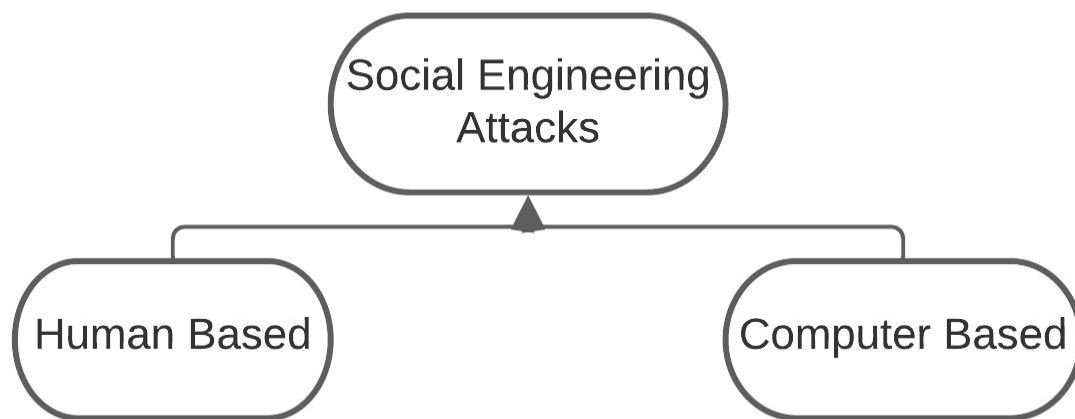 Social Engineering
Attacks
Human Based
Computer Based